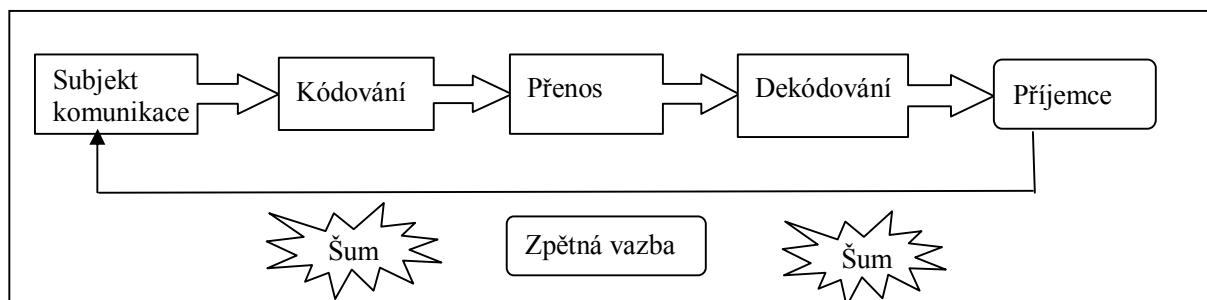 Subjekt
komunikace
Kódování
Přenos
Dekódování
Příjemce
Šum
Zpětná vazba
Šum